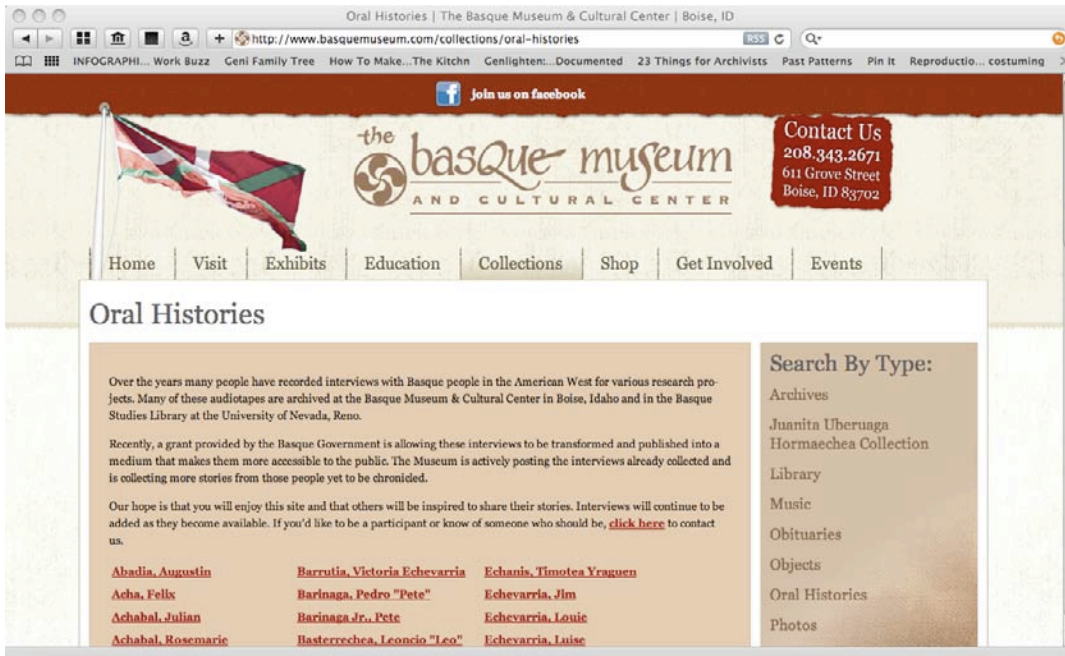 Oral Histories | The Basque Museum & Cultural Center | Boise, ID
http://www.basquemuseum.com/collections/oral-histories
RSS
INFOGRAPHI... Work Buzz Geni Family Tree How To Make...The Kitchn Genlighten:...Documented 23 Things for Archivists Past Patterns Pin It Reproductio... costuming
join us on facebook
the
basque museum
AND CULTURAL CENTER
Contact Us
208.343.2671
611 Grove Street
Boise, ID 83702
Home Visit Exhibits Education Collections Shop Get Involved Events
Oral Histories
Over the years many people have recorded interviews with Basque people in the American West for various research pro-
jects. Many of these audiotapes are archived at the Basque Museum & Cultural Center in Boise, Idaho and in the Basque
Studies Library at the University of Nevada, Reno.
Recently, a grant provided by the Basque Government is allowing these interviews to be transformed and published into a
medium that makes them more accessible to the public. The Museum is actively posting the interviews already collected and
is collecting more stories from those people yet to be chronicled.
Our hope is that you will enjoy this site and that others will be inspired to share their stories. Interviews will continue to be
added as they become available. If you'd like to be a participant or know of someone who should be, click here to contact
us.
Abadia, Augustin
Acha, Felix
Achabal, Julian
Achabal, Rosemarie
Barrutia, Victoria Echevarria
Barinaga, Pedro "Pete"
Barinaga Jr., Pete
Basterrechea, Leoncio "Leo"
Echanis, Timotea Yraguen
Echevarria, Jim
Echevarria, Louie
Echevarria, Luise
Search By Type:
Archives
Juanita Uberuaga
Hormaechea Collection
Library
Music
Obituaries
Objects
Oral Histories
Photos